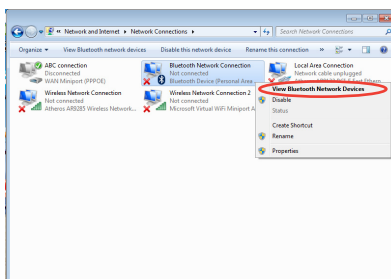 Network and Internet ▸ Network Connections ▸
Search Network Connections
Organize View Bluetooth network devices Disable this network device Rename this connection »
ABC connection
Disconnected
WAN Miniport (PPPOE)
Bluetooth Network Connection
Not connected
Bluetooth Device (Personal Area ...
Local Area Connection
Network cable unplugged
Wireless Network Connection
Not connected
Atheros AR9285 Wireless Network...
Wireless Network Connection 2
Not connected
Microsoft Virtual WiFi Miniport A
View Bluetooth Network Devices
Disable
Status
Create Shortcut
Rename
Properties